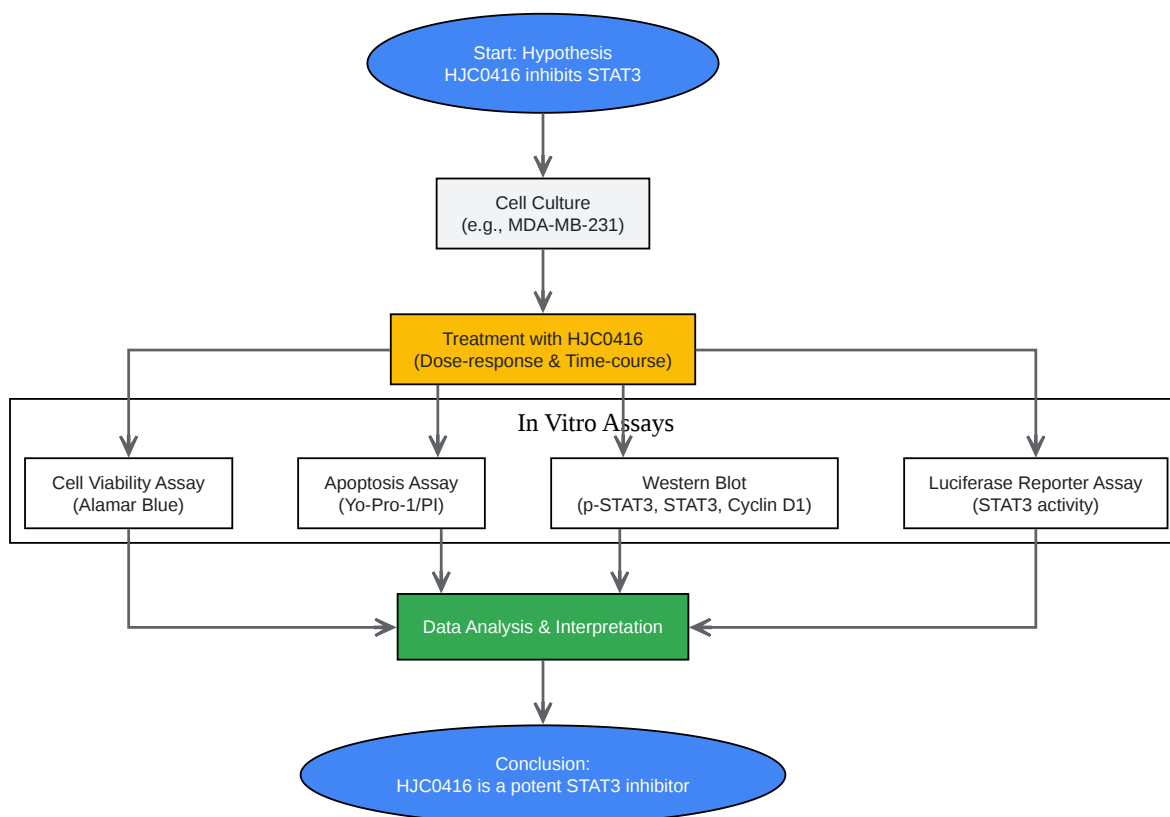 Start: Hypothesis
HJC0416 inhibits STAT3
Cell Culture
(e.g., MDA-MB-231)
Treatment with HJC0416
(Dose-response & Time-course)
In Vitro Assays
Cell Viability Assay
(Alamar Blue)
Apoptosis Assay
(Yo-Pro-1/PI)
Western Blot
(p-STAT3, STAT3, Cyclin D1)
Luciferase Reporter Assay
(STAT3 activity)
Data Analysis & Interpretation
Conclusion:
HJC0416 is a potent STAT3 inhibitor